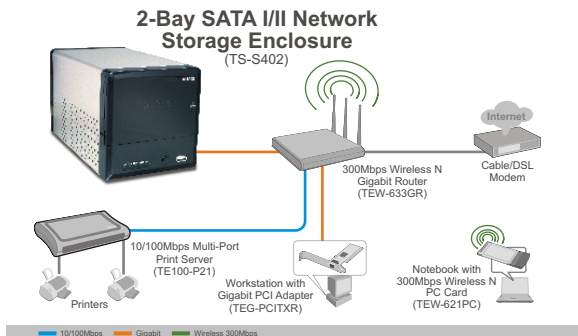 2-Bay SATA I/II Network
Storage Enclosure
(TS-S402)
Internet
Cable/DSL
Modem
300Mbps Wireless N
Gigabit Router
(TEW-633GR)
10/100Mbps Multi-Port
Print Server
(TE100-P21)
Printers
Workstation with
Gigabit PCI Adapter
(TEG-PCITXR)
Notebook with
300Mbps Wireless N
PC Card
(TEW-621PC)
10/100Mbps
Gigabit
Wireless 300Mbps